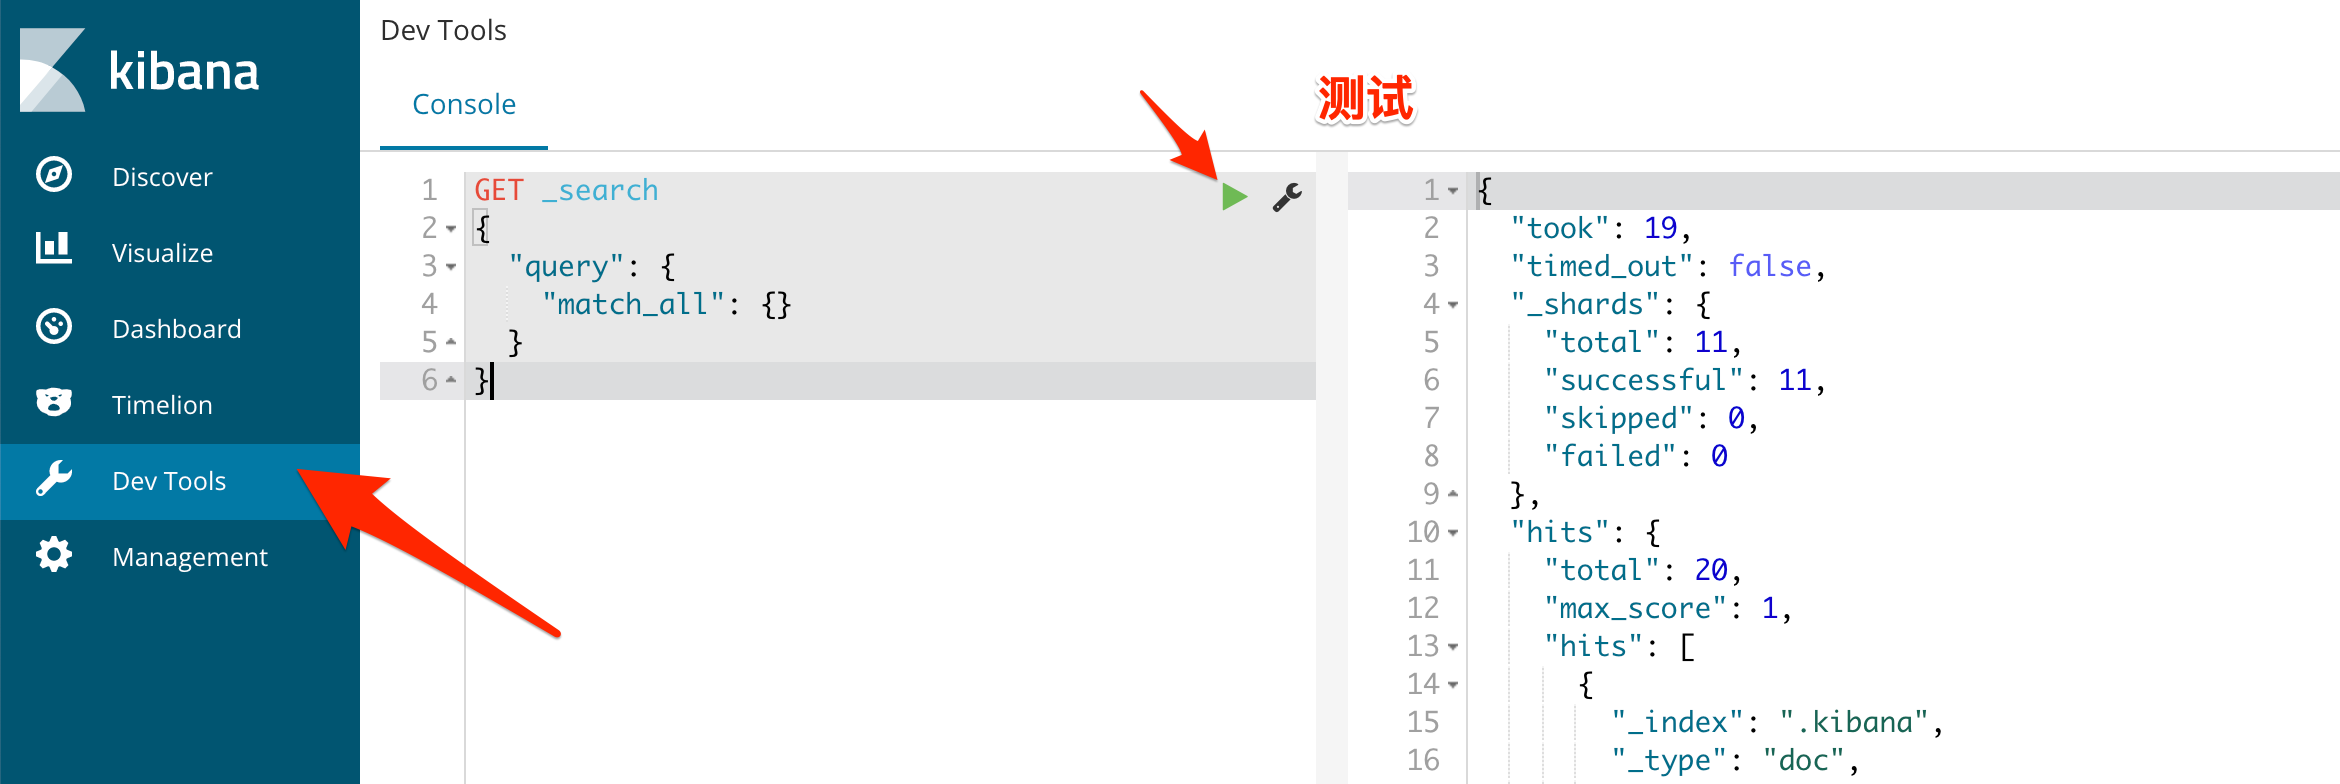 kibana
Discover
Visualize
Dashboard
Timelion
Dev Tools
Management
Dev Tools
Console
测试
1 GET _search
2 {
3 "query": {
4 "match_all": {}
5 }
6 }
1 {
2 "took": 19,
3 "timed_out": false,
4 "_shards": {
5 "total": 11,
6 "successful": 11,
7 "skipped": 0,
8 "failed": 0
9 },
10 "hits": {
11 "total": 20,
12 "max_score": 1,
13 "hits": [
14 {
15 "_index": ".kibana",
16 "_type": "doc",